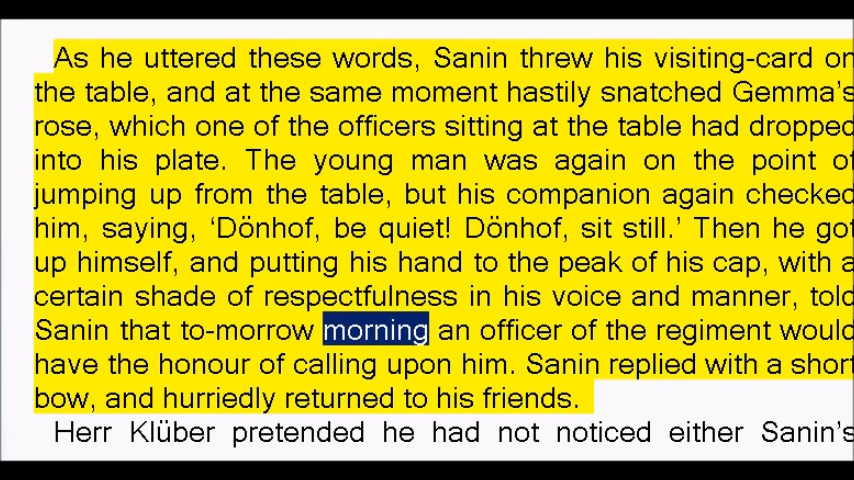 As he uttered these words, Sanin threw his visiting-card on
the table, and at the same moment hastily snatched Gemma's
rose, which one of the officers sitting at the table had dropped
into his plate. The young man was again on the point of
jumping up from the table, but his companion again checked
him, saying, ‘Dönhof, be quiet! Dönhof, sit still.’ Then he got
up himself, and putting his hand to the peak of his cap, with a
certain shade of respectfulness in his voice and manner, told
Sanin that to-morrow morning an officer of the regiment would
have the honour of calling upon him. Sanin replied with a short
bow, and hurriedly returned to his friends.
Herr Klüber pretended he had not noticed either Sanin's